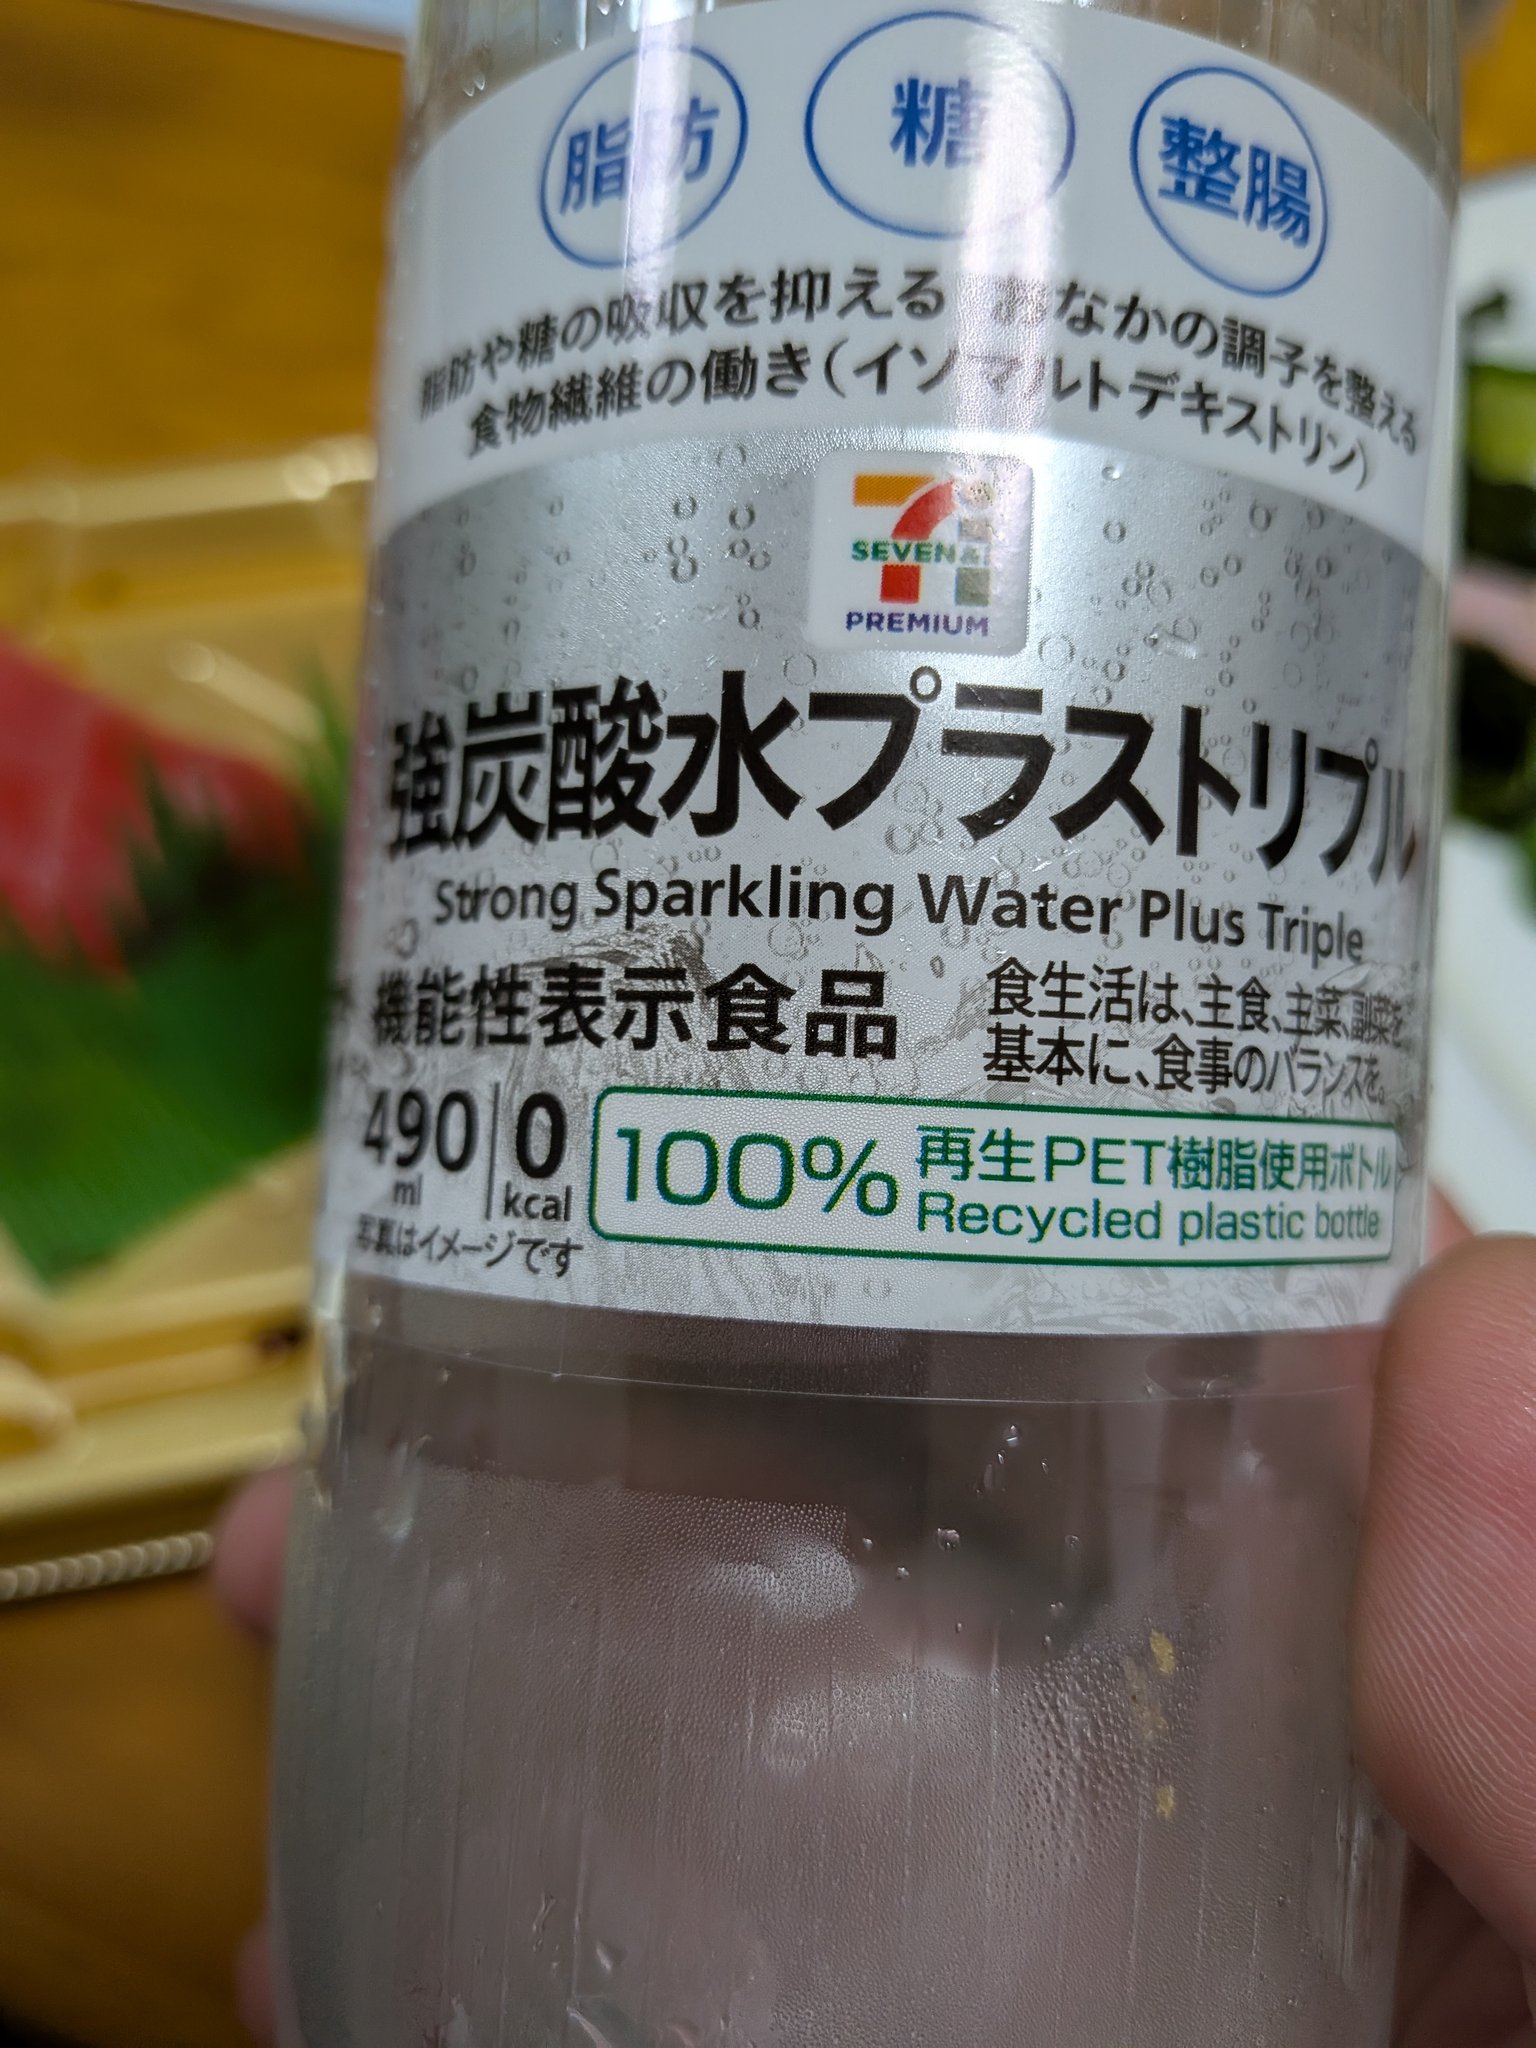 脂肪
糖
整腸
脂肪や糖の吸収を抑える おなかの調子を整える
食物繊維の働き(イソマルトデキストリン)
SEVEN&i
PREMIUM
強炭酸水プラストリプル
Strong Sparkling Water Plus Triple
機能性表示食品
食生活は、主食、主菜、副菜を
基本に、食事のバランスを。
490 ml
0 kcal
写真はイメージです
100% 再生PET樹脂使用ボトル
Recycled plastic bottle